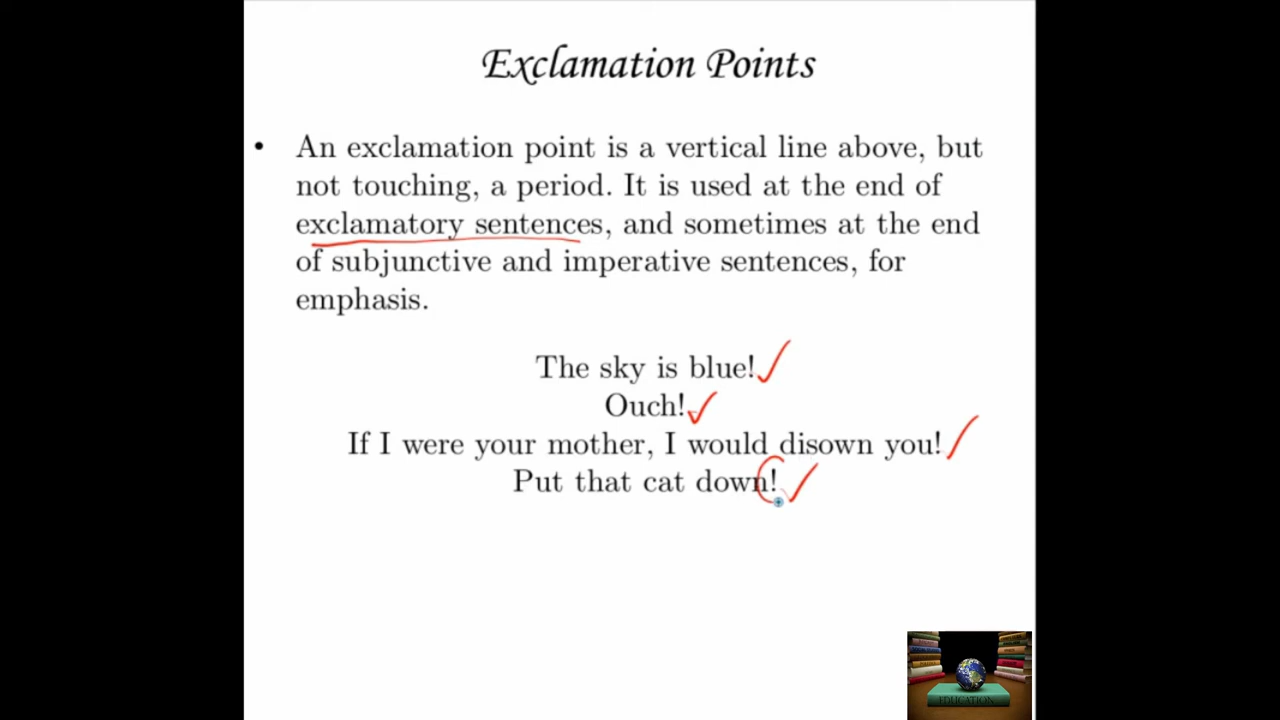 Exclamation Points
• An exclamation point is a vertical line above, but
not touching, a period. It is used at the end of
exclamatory sentences, and sometimes at the end
of subjunctive and imperative sentences, for
emphasis.
The sky is blue!
Ouch!
If I were your mother, I would disown you!
Put that cat down!
EDUCATION